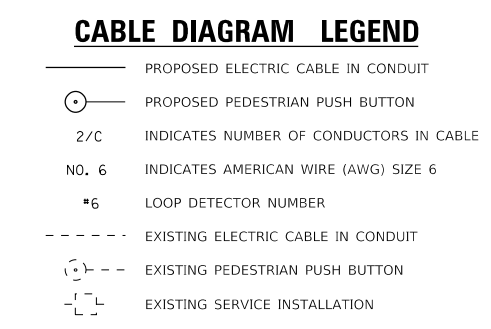 CABLE DIAGRAM LEGEND
PROPOSED ELECTRIC CABLE IN CONDUIT
PROPOSED PEDESTRIAN PUSH BUTTON
2/C INDICATES NUMBER OF CONDUCTORS IN CABLE
NO. 6 INDICATES AMERICAN WIRE (AWG) SIZE 6
#6 LOOP DETECTOR NUMBER
EXISTING ELECTRIC CABLE IN CONDUIT
EXISTING PEDESTRIAN PUSH BUTTON
EXISTING SERVICE INSTALLATION